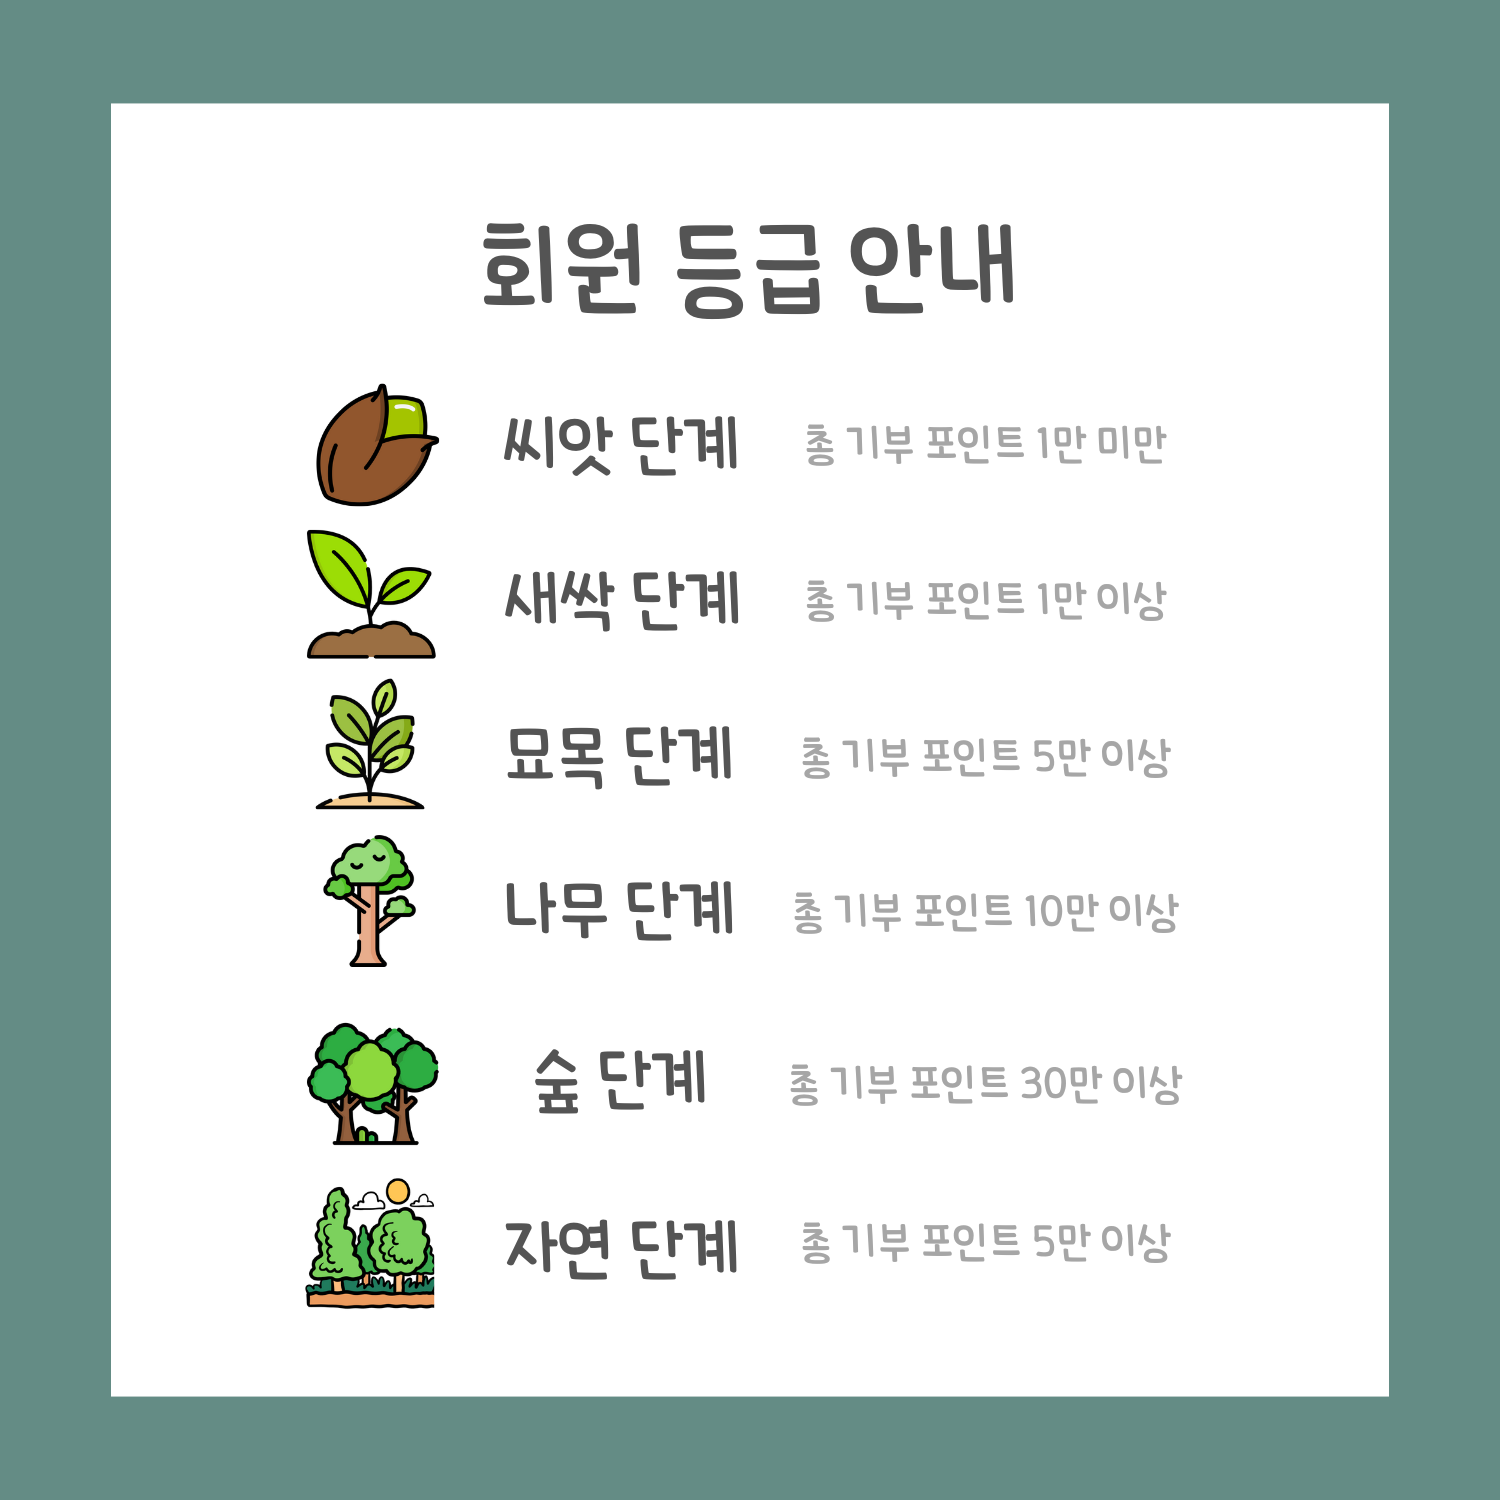 회원 등급 안내
씨앗 단계 총 기부 포인트 1만 미만
새싹 단계 총 기부 포인트 1만 이상
묘목 단계 총 기부 포인트 5만 이상
나무 단계 총 기부 포인트 10만 이상
숲 단계 총 기부 포인트 30만 이상
자연 단계 총 기부 포인트 5만 이상